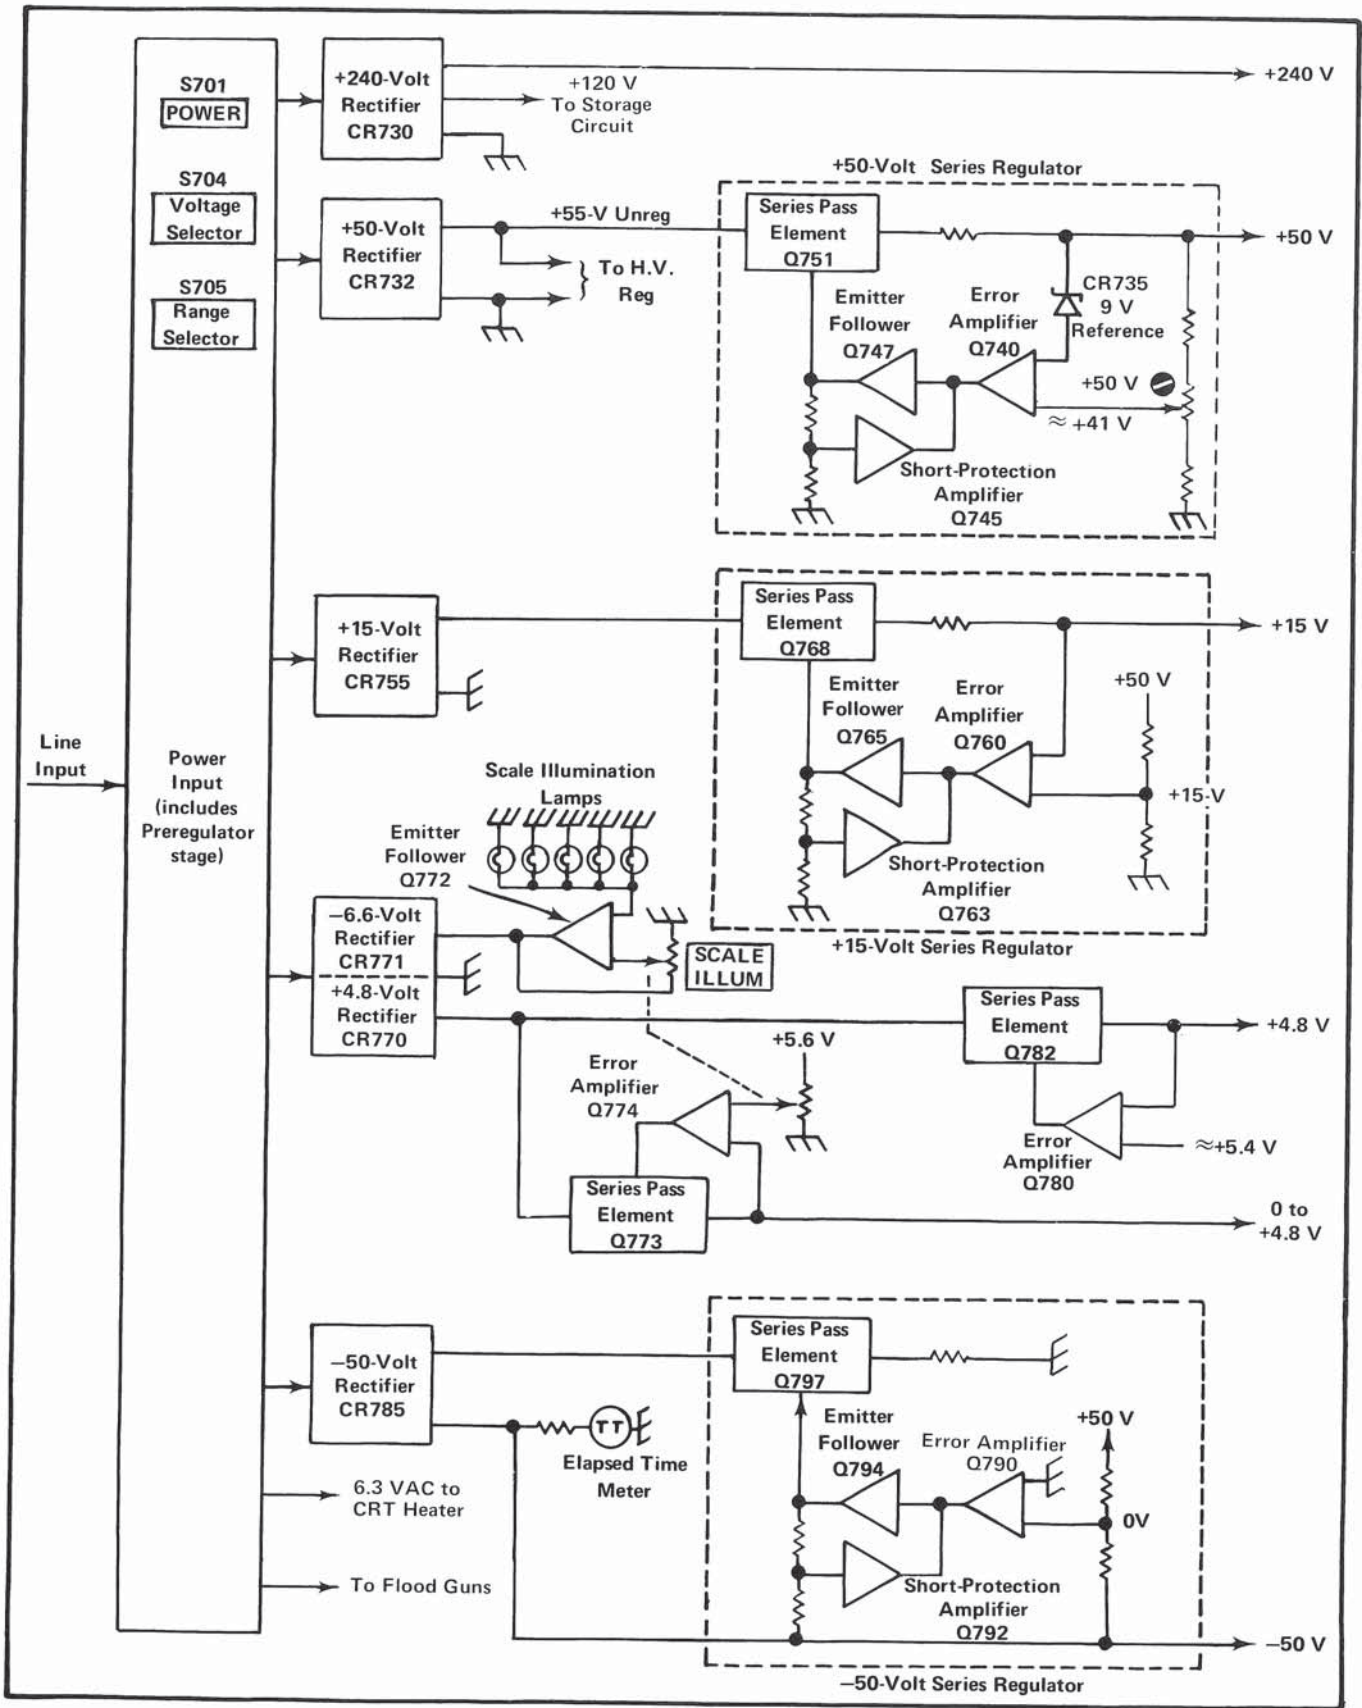 S701
POWER
S704
Voltage
Selector
S705
Range
Selector
Line
Input
Power
Input
(includes
Preregulator
stage)
+240-Volt
Rectifier
CR730
+240 V
+120 V
To Storage
Circuit
+50-Volt
Rectifier
CR732
+55-V Unreg
To H.V.
Reg
+50-Volt Series Regulator
Series Pass
Element
Q751
+50 V
Emitter
Follower
Q747
Error
Amplifier
Q740
CR735
9 V
Reference
+50 V
≈ +41 V
Short-Protection
Amplifier
Q745
+15-Volt
Rectifier
CR755
Series Pass
Element
Q768
+15 V
Emitter
Follower
Q765
Error
Amplifier
Q760
+50 V
+15-V
Short-Protection
Amplifier
Q763
+15-Volt Series Regulator
Scale Illumination
Lamps
Emitter
Follower
Q772
−6.6-Volt
Rectifier
CR771
+4.8-Volt
Rectifier
CR770
SCALE
ILLUM
Series Pass
Element
Q782
+4.8 V
+5.6 V
Error
Amplifier
Q774
Error
Amplifier
Q780
≈+5.4 V
Series Pass
Element
Q773
0 to
+4.8 V
−50-Volt
Rectifier
CR785
Series Pass
Element
Q797
TT
Elapsed Time
Meter
Emitter
Follower
Q794
Error Amplifier
Q790
+50 V
0V
Short-Protection
Amplifier
Q792
6.3 VAC to
CRT Heater
To Flood Guns
−50 V
−50-Volt Series Regulator